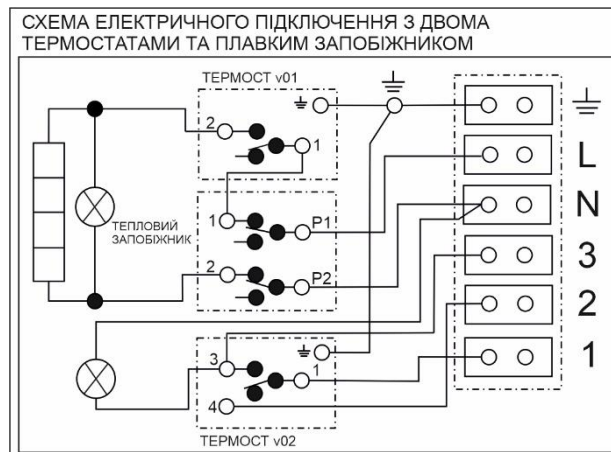 СХЕМА ЕЛЕКТРИЧНОГО ПІДКЛЮЧЕННЯ З ДВОМА
ТЕРМОСТАТАМИ ТА ПЛАВКИМ ЗАПОБІЖНИКОМ
ТЕРМОСТ v01
2
1
L
1
P1
N
ТЕПЛОВИЙ
ЗАПОБІЖНИК
2
P2
3
2
3
1
1
4
ТЕРМОСТ v02